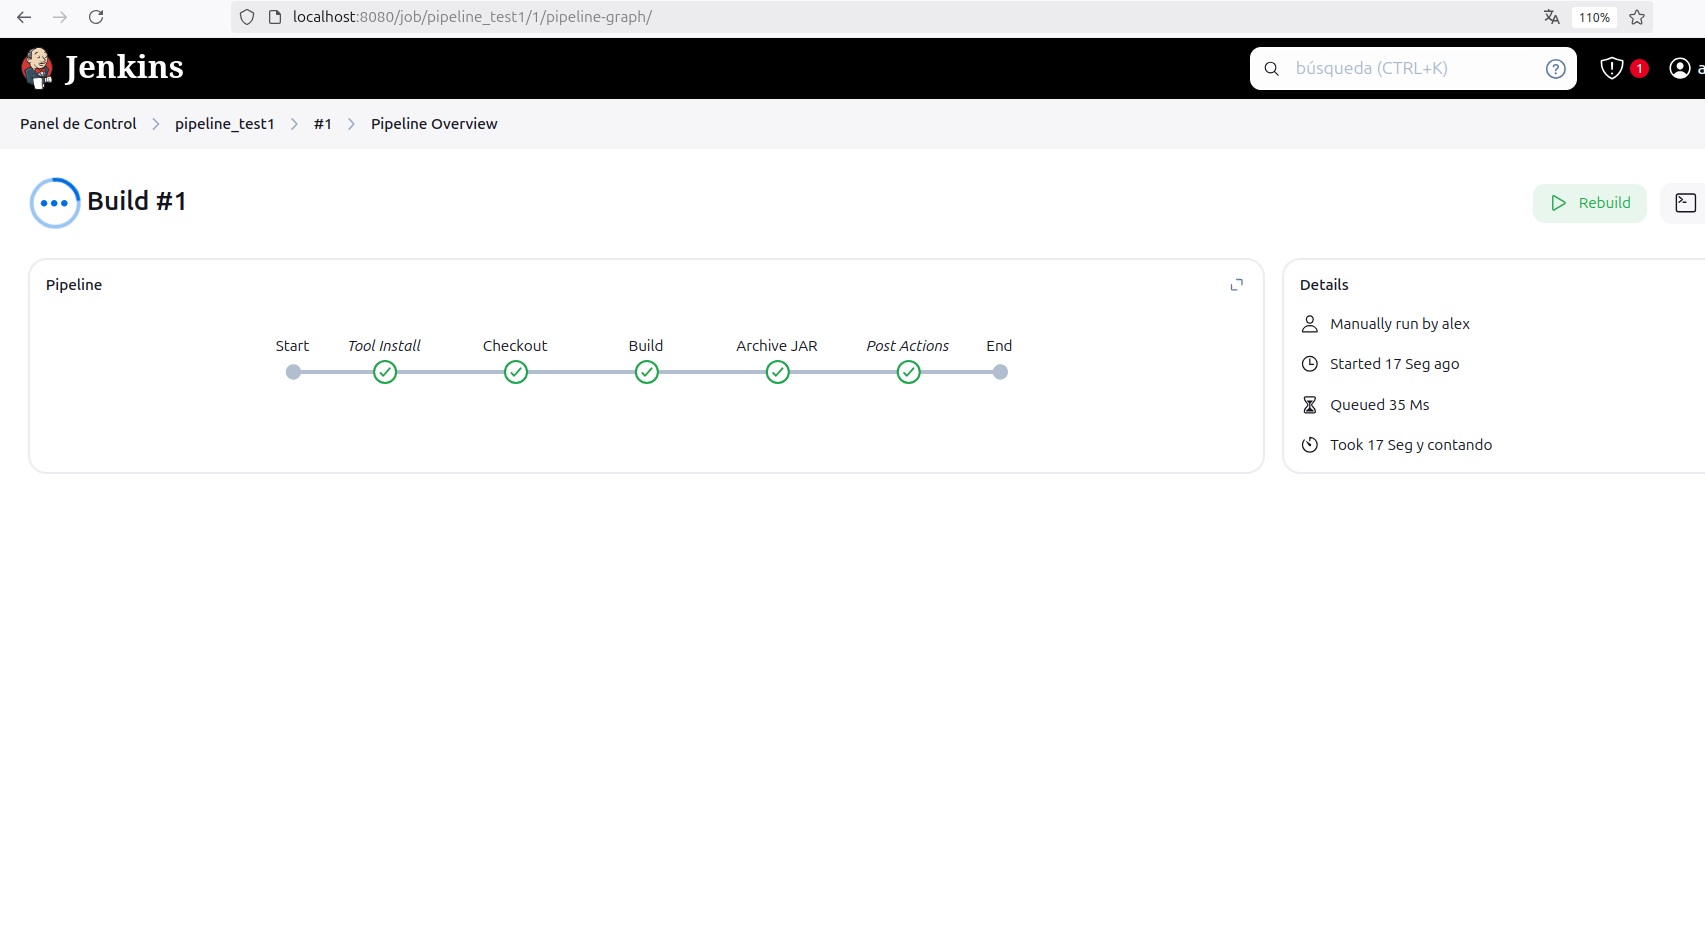 localhost:8080/job/pipeline_test1/1/pipeline-graph/
110%
Jenkins
búsqueda (CTRL+K)
1
Panel de Control
pipeline_test1
#1
Pipeline Overview
Build #1
Rebuild
Pipeline
Start
Tool Install
Checkout
Build
Archive JAR
Post Actions
End
Details
Manually run by alex
Started 17 Seg ago
Queued 35 Ms
Took 17 Seg y contando